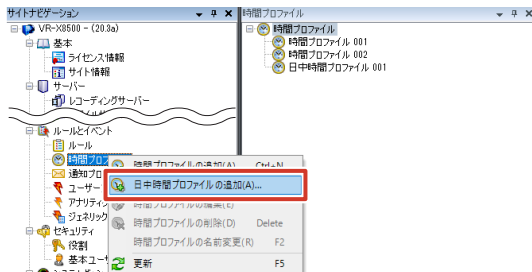 サイトナビゲーション
VR-X8500 - (20.3a)
基本
ライセンス情報
サイト情報
サーバー
レコーディングサーバー
ルールとイベント
ルール
時間プロ
通知プロ
ユーザー
アナリティ
ジェネリック
セキュリティ
役割
基本ユー
時間プロファイルの追加(A) Ctrl+N
日中時間プロファイルの追加(A)...
時間プロファイルの編集(E)
時間プロファイルの削除(D) Delete
時間プロファイルの名前変更(R) F2
更新 F5
時間プロファイル
時間プロファイル
時間プロファイル 001
時間プロファイル 002
日中時間プロファイル 001